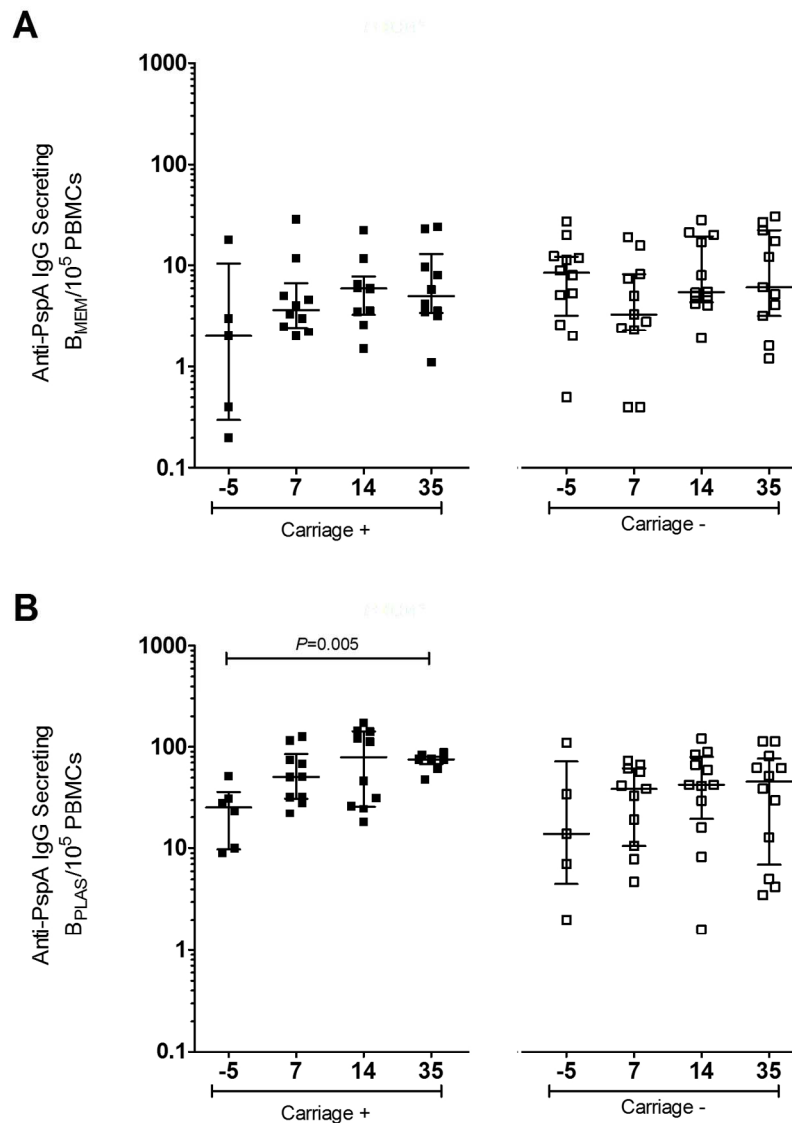 A
Anti-PspA IgG Secreting
B_MEM/10⁵ PBMCs
1000
100
10
1
0.1
-5 7 14 35 -5 7 14 35
Carriage + Carriage -
B
P=0.005
Anti-PspA IgG Secreting
B_PLAS/10⁵ PBMCs
1000
100
10
1
0.1
-5 7 14 35 -5 7 14 35
Carriage + Carriage -